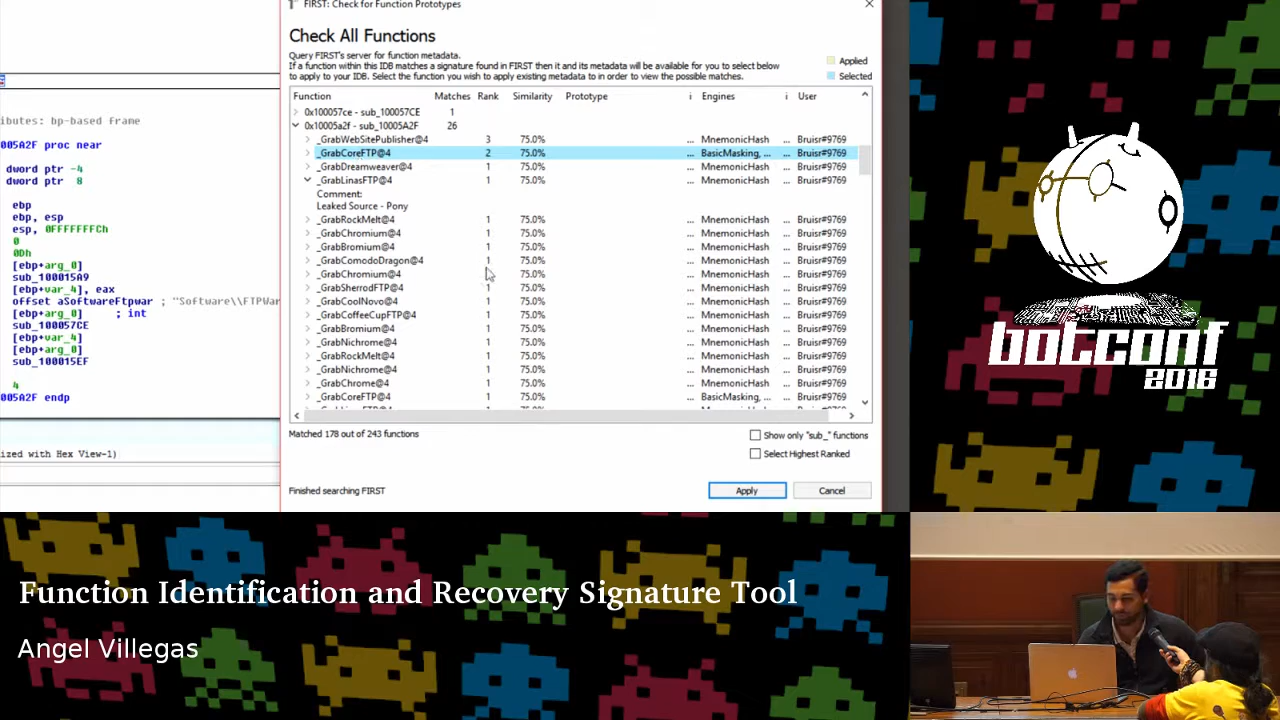 FIRST: Check for Function Prototypes
Check All Functions
Query FIRST's server for function metadata.
If a function within this IDB matches a signature found in FIRST then it and its metadata will be available for you to select below
to apply to your IDB. Select the function you wish to apply existing metadata to in order to view the possible matches.
Applied
Selected
Function Matches Rank Similarity Prototype i Engines i User
0x100057ce - sub_100057CE 1
0x10005a2f - sub_10005A2F 26
_GrabWebSitePublisher@4 3 75.0% ... MnemonicHash ... Bruisr#9769
_GrabCoreFTP@4 2 75.0% ... BasicMasking, ... ... Bruisr#9769
_GrabDreamweaver@4 1 75.0% ... MnemonicHash ... Bruisr#9769
_GrabLinasFTP@4 1 75.0% ... MnemonicHash ... Bruisr#9769
Comment:
Leaked Source - Pony
_GrabRockMelt@4 1 75.0% ... MnemonicHash ... Bruisr#9769
_GrabChromium@4 1 75.0% ... MnemonicHash ... Bruisr#9769
_GrabBromium@4 1 75.0% ... MnemonicHash ... Bruisr#9769
_GrabComodoDragon@4 1 75.0% ... MnemonicHash ... Bruisr#9769
_GrabChromium@4 1 75.0% ... MnemonicHash ... Bruisr#9769
_GrabSherrodFTP@4 1 75.0% ... MnemonicHash ... Bruisr#9769
_GrabCoolNovo@4 1 75.0% ... MnemonicHash ... Bruisr#9769
_GrabCoffeeCupFTP@4 1 75.0% ... MnemonicHash ... Bruisr#9769
_GrabBromium@4 1 75.0% ... MnemonicHash ... Bruisr#9769
_GrabNichrome@4 1 75.0% ... MnemonicHash ... Bruisr#9769
_GrabRockMelt@4 1 75.0% ... MnemonicHash ... Bruisr#9769
_GrabNichrome@4 1 75.0% ... MnemonicHash ... Bruisr#9769
_GrabChrome@4 1 75.0% ... MnemonicHash ... Bruisr#9769
_GrabCoreFTP@4 1 75.0% ... BasicMasking, ... ... Bruisr#9769
Matched 178 out of 243 functions
Show only "sub_" functions
Select Highest Ranked
Finished searching FIRST
Apply
Cancel
ibutes: bp-based frame
005A2F proc near
dword ptr -4
dword ptr 8
ebp
ebp, esp
esp, 0FFFFFFFCh
0
0Dh
[ebp+arg_0]
sub_100015A9
[ebp+var_4], eax
offset aSoftwareFtpwar ; "Software\\FTPWar
[ebp+arg_0] ; int
sub_100057CE
[ebp+var_4]
[ebp+arg_0]
sub_100015EF
4
005A2F endp
ized with Hex View-1)
botconf
2016
Function Identification and Recovery Signature Tool
Angel Villegas